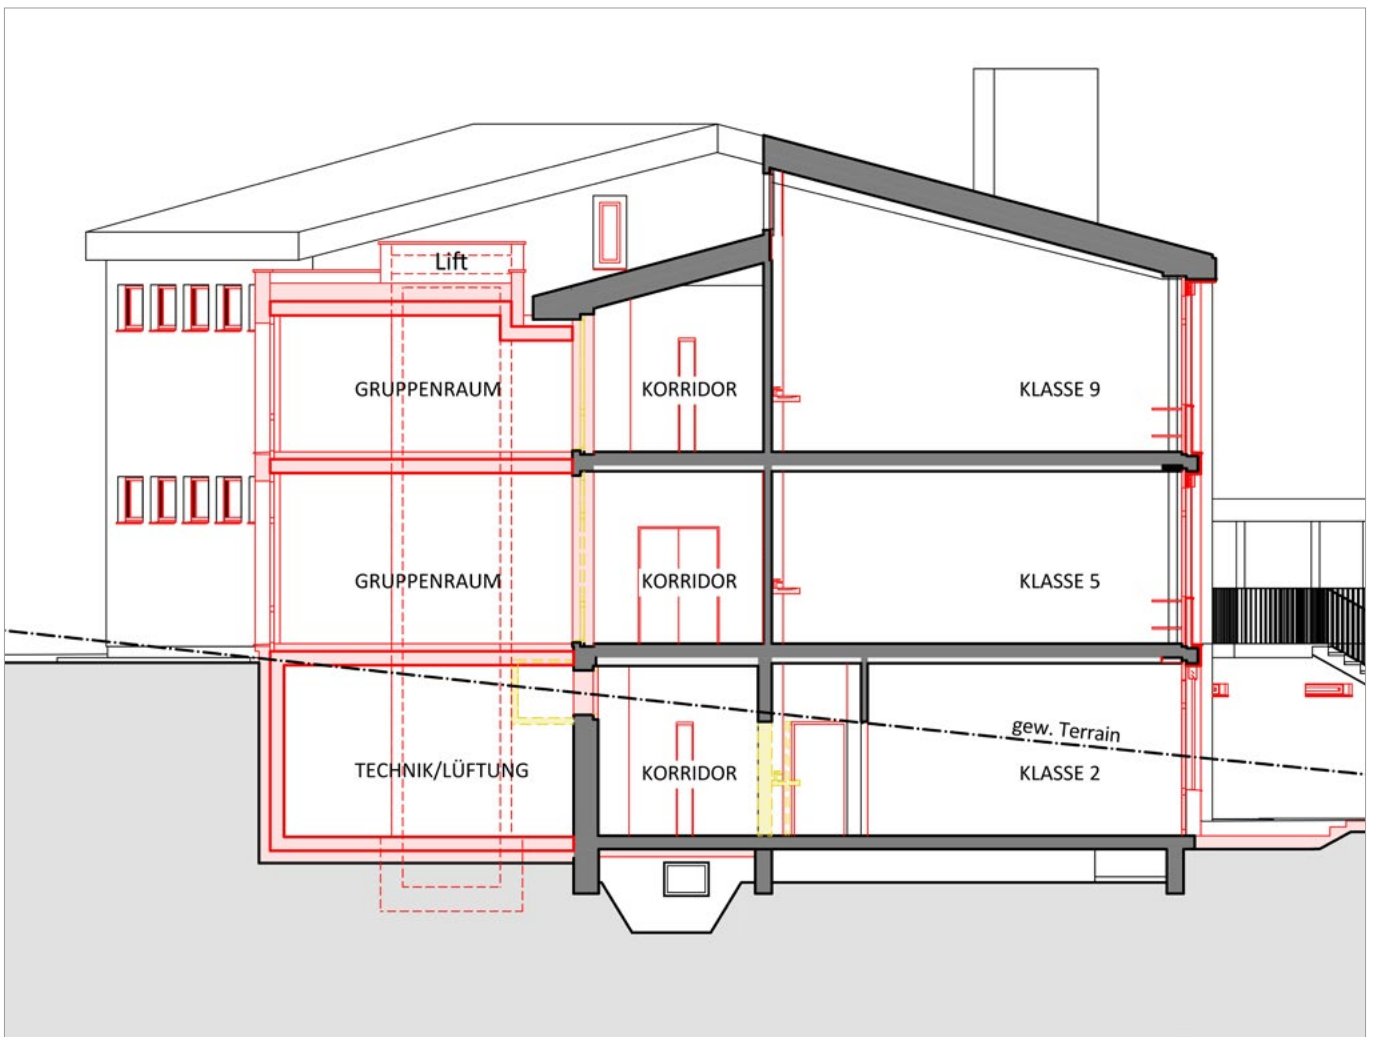 Lift
GRUPPENRAUM KORRIDOR KLASSE 9
GRUPPENRAUM KORRIDOR KLASSE 5
gew. Terrain
TECHNIK/LÜFTUNG KORRIDOR KLASSE 2